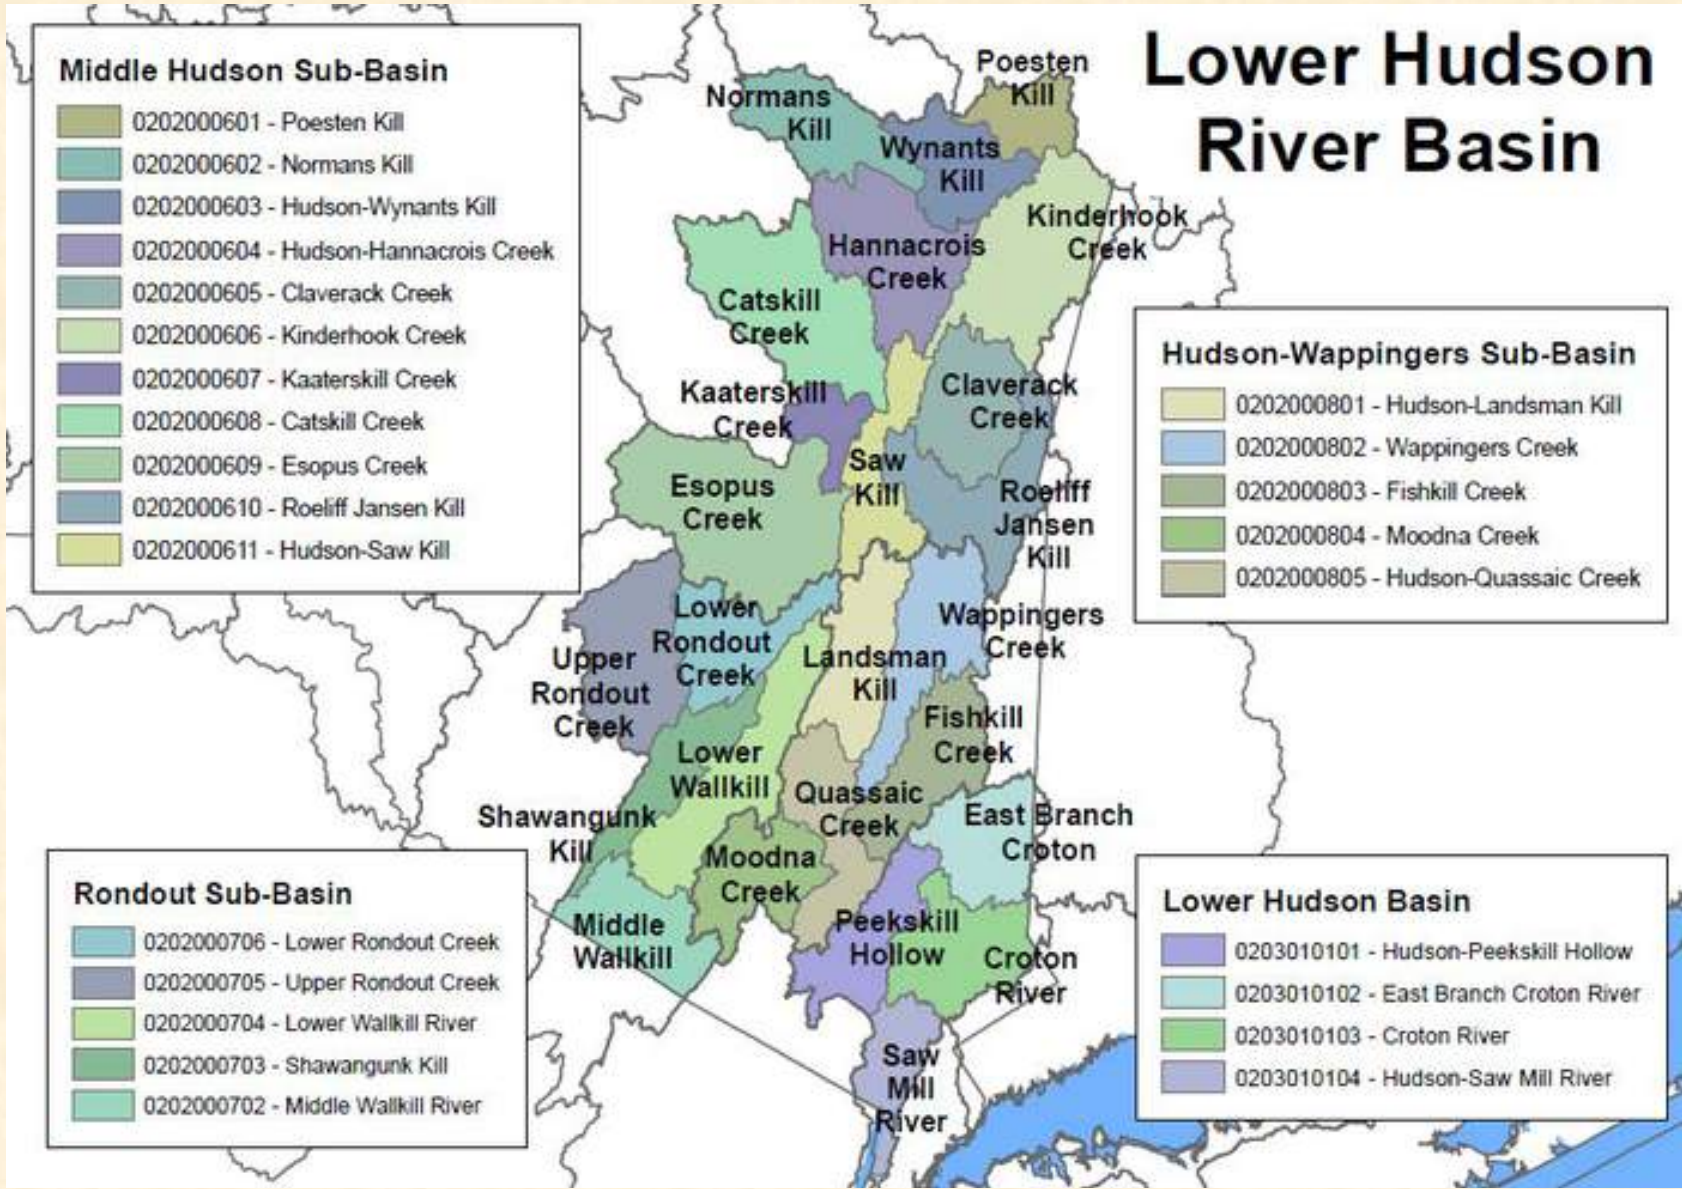 Lower Hudson
River Basin
Middle Hudson Sub-Basin
0202000601 - Poesten Kill
0202000602 - Normans Kill
0202000603 - Hudson-Wynants Kill
0202000604 - Hudson-Hannacrois Creek
0202000605 - Claverack Creek
0202000606 - Kinderhook Creek
0202000607 - Kaaterskill Creek
0202000608 - Catskill Creek
0202000609 - Esopus Creek
0202000610 - Roeliff Jansen Kill
0202000611 - Hudson-Saw Kill
Poesten
Kill
Normans
Kill
Wynants
Kill
Kinderhook
Creek
Hannacrois
Creek
Catskill
Creek
Kaaterskill
Creek
Claverack
Creek
Saw
Kill
Esopus
Creek
Roeliff
Jansen
Kill
Lower
Rondout
Creek
Wappingers
Creek
Upper
Rondout
Creek
Landsman
Kill
Fishkill
Creek
Lower
Wallkill
Quassaic
Creek
Shawangunk
Kill
East Branch
Croton
Moodna
Creek
Middle
Wallkill
Peekskill
Hollow
Croton
River
Saw
Mill
River
Hudson-Wappingers Sub-Basin
0202000801 - Hudson-Landsman Kill
0202000802 - Wappingers Creek
0202000803 - Fishkill Creek
0202000804 - Moodna Creek
0202000805 - Hudson-Quassaic Creek
Rondout Sub-Basin
0202000706 - Lower Rondout Creek
0202000705 - Upper Rondout Creek
0202000704 - Lower Wallkill River
0202000703 - Shawangunk Kill
0202000702 - Middle Wallkill River
Lower Hudson Basin
0203010101 - Hudson-Peekskill Hollow
0203010102 - East Branch Croton River
0203010103 - Croton River
0203010104 - Hudson-Saw Mill River